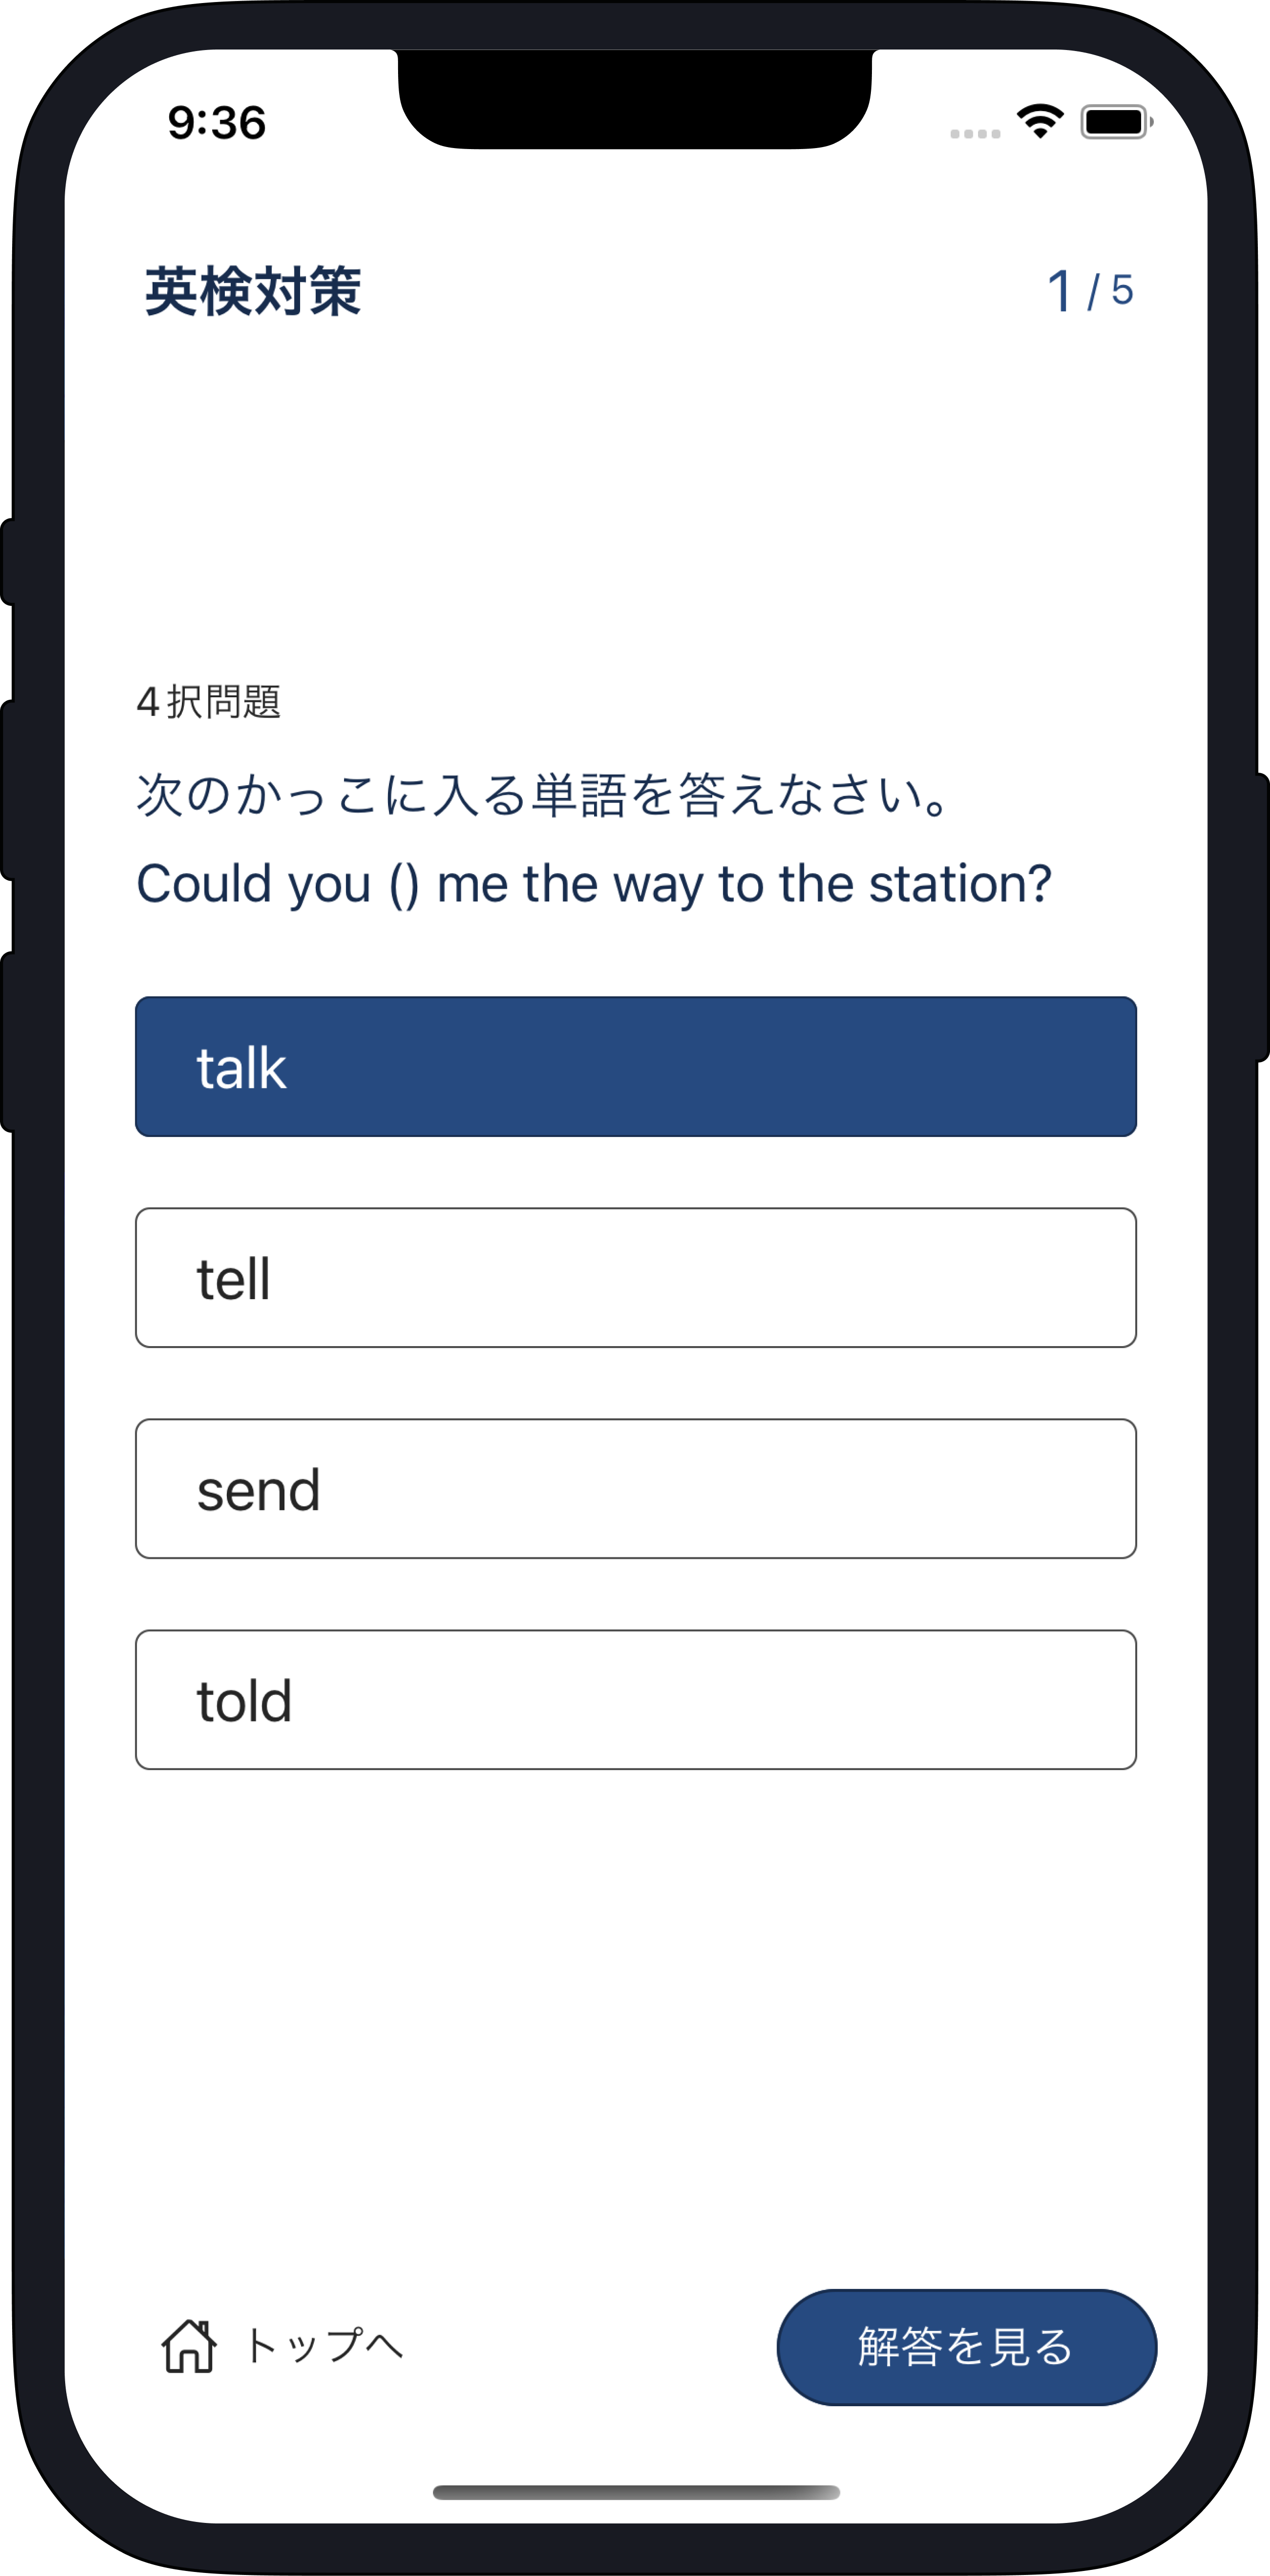 9:36
英検対策
1 / 5
4択問題
次のかっこに入る単語を答えなさい。
Could you () me the way to the station?
talk
tell
send
told
トップへ
解答を見る